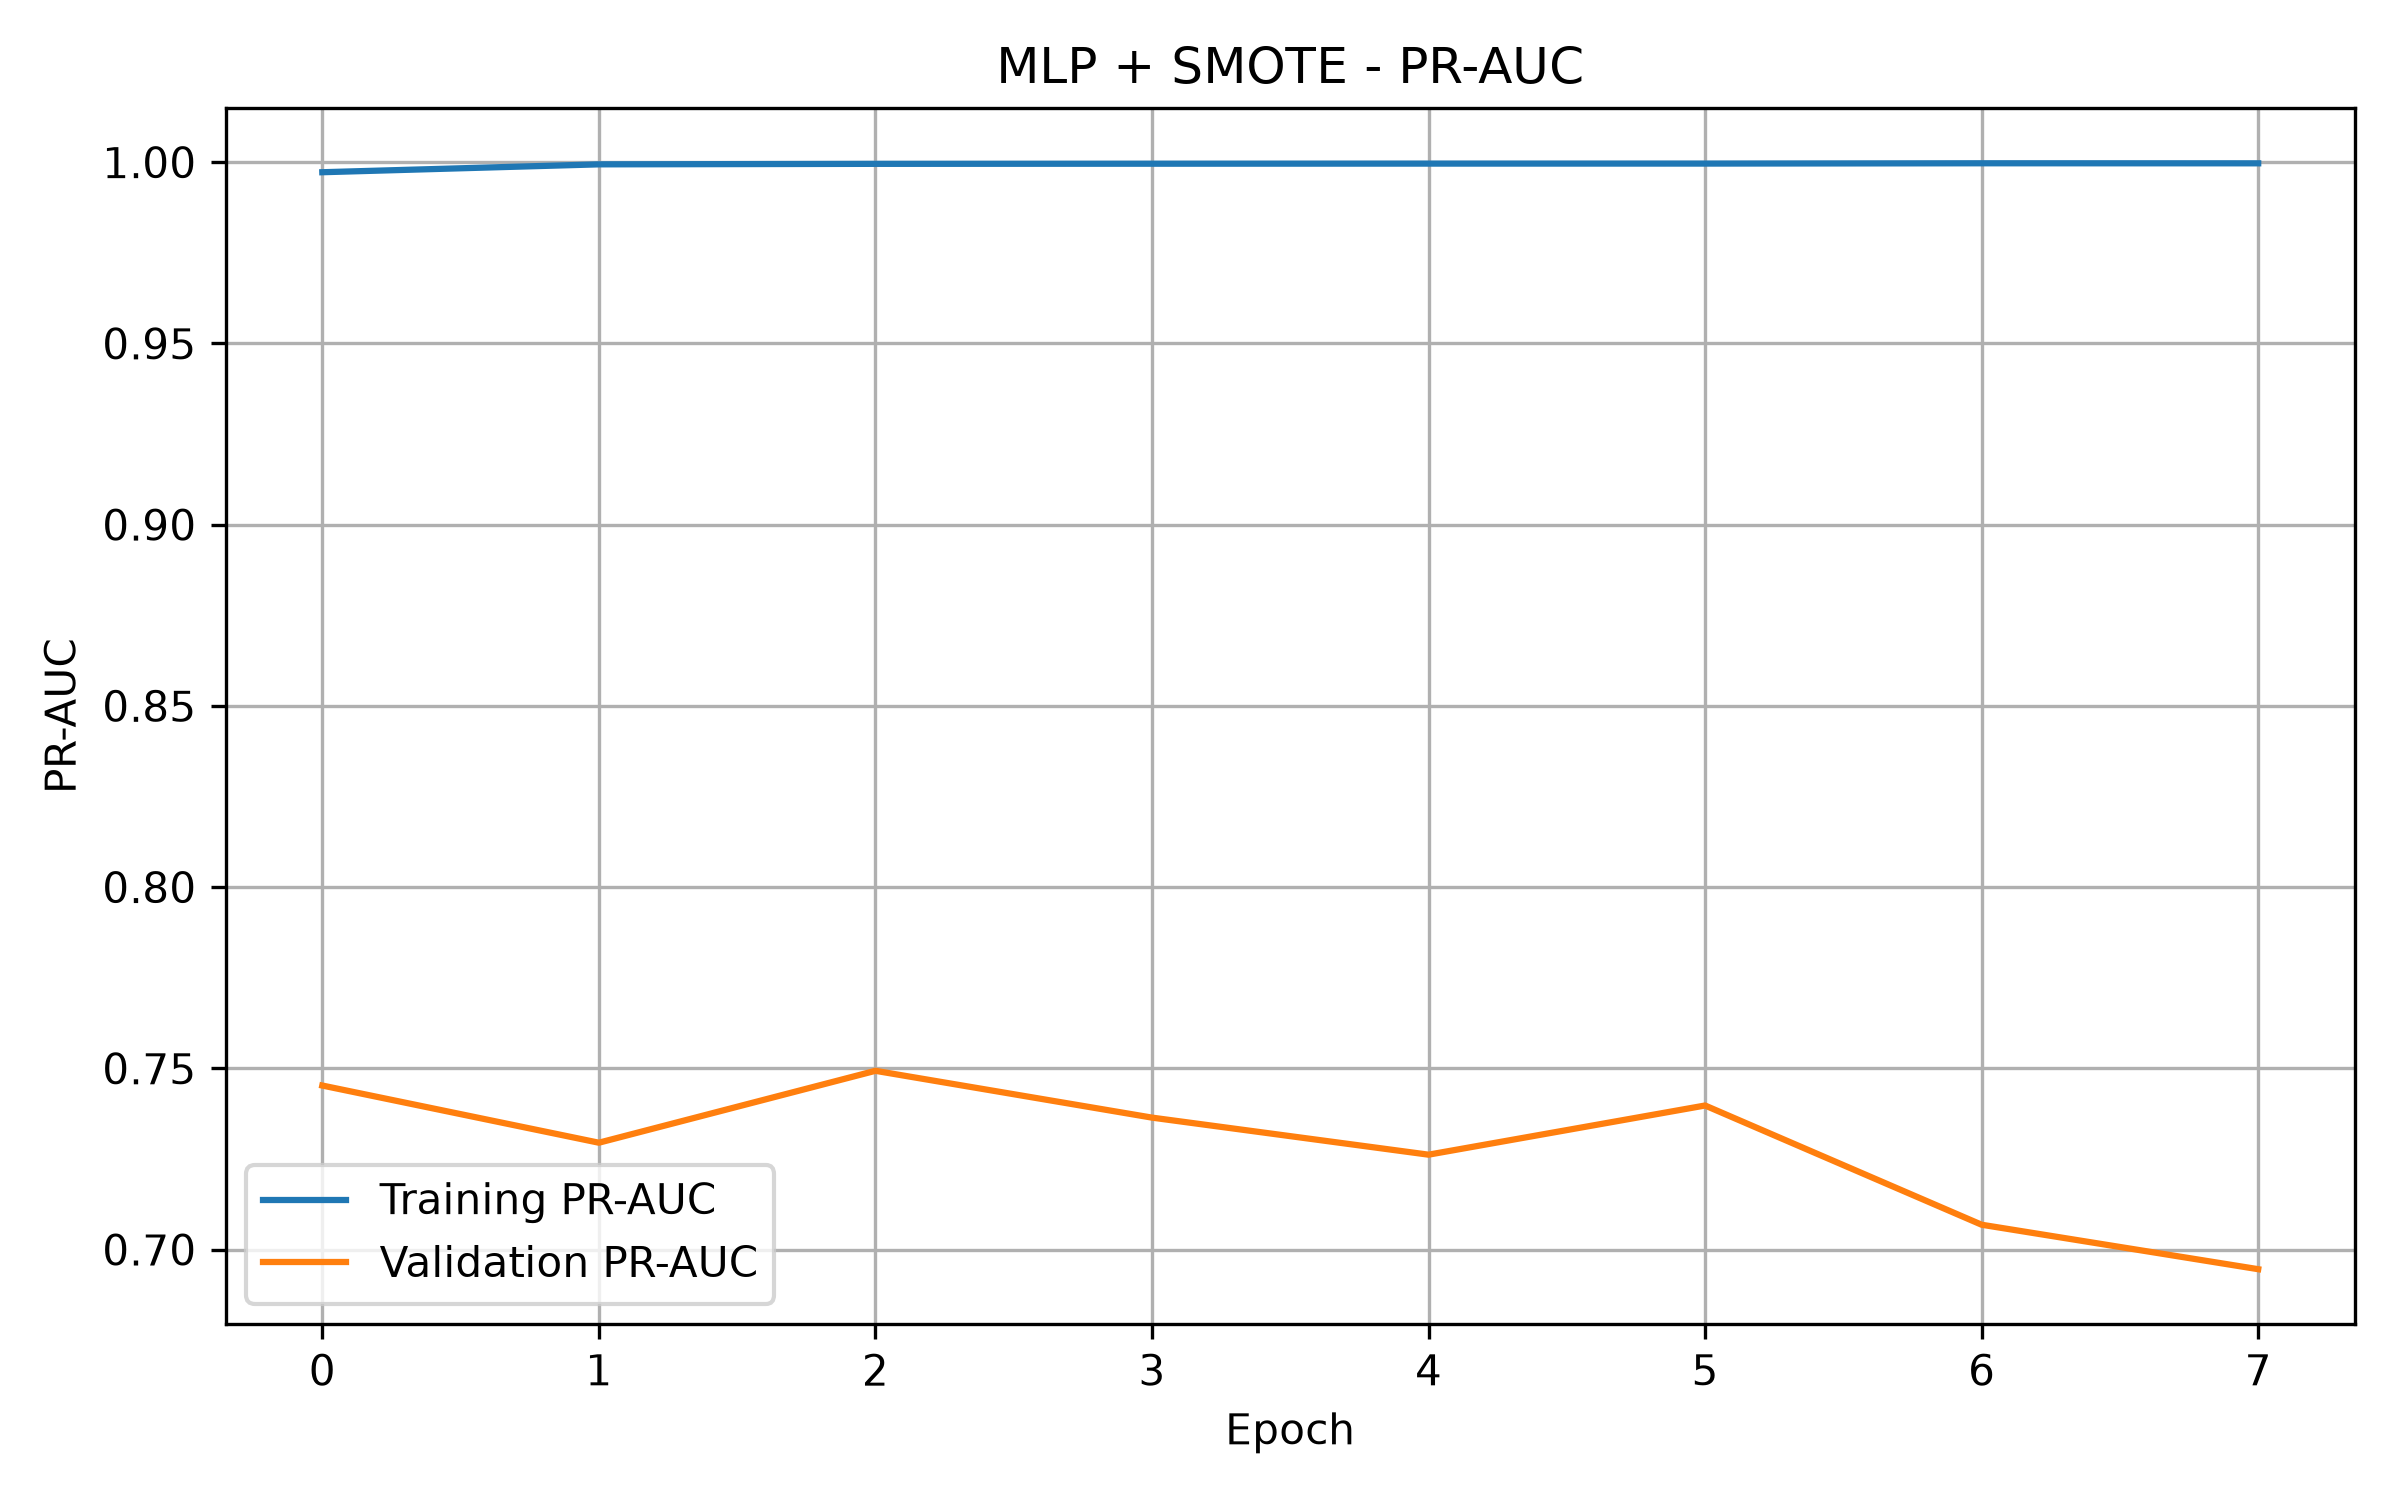 MLP + SMOTE - PR-AUC
PR-AUC
1.00
0.95
0.90
0.85
0.80
0.75
0.70
Training PR-AUC
Validation PR-AUC
0 1 2 3 4 5 6 7
Epoch